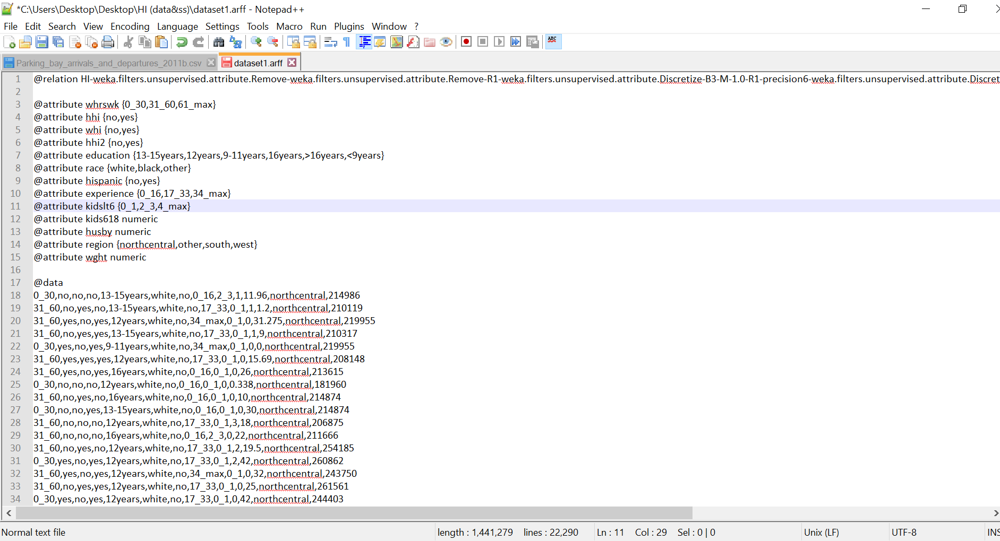 *C:\Users\Desktop\Desktop\HI (data&ss)\dataset1.arff - Notepad++
File Edit Search View Encoding Language Settings Tools Macro Run Plugins Window ?
ABC
Parking_bay_arrivals_and_departures_2011b.csv dataset1.arff
1 @relation HI-weka.filters.unsupervised.attribute.Remove-weka.filters.unsupervised.attribute.Remove-R1-weka.filters.unsupervised.attribute.Discretize-B3-M-1.0-R1-precision6-weka.filters.unsupervised.attribute.Discret
2
3 @attribute whrswk {0_30,31_60,61_max}
4 @attribute hhi {no,yes}
5 @attribute whi {no,yes}
6 @attribute hhi2 {no,yes}
7 @attribute education {13-15years,12years,9-11years,16years,>16years,<9years}
8 @attribute race {white,black,other}
9 @attribute hispanic {no,yes}
10 @attribute experience {0_16,17_33,34_max}
11 @attribute kidslt6 {0_1,2_3,4_max}
12 @attribute kids618 numeric
13 @attribute husby numeric
14 @attribute region {northcentral,other,south,west}
15 @attribute wght numeric
16
17 @data
18 0_30,no,no,no,13-15years,white,no,0_16,2_3,1,11.96,northcentral,214986
19 31_60,no,yes,no,13-15years,white,no,17_33,0_1,1,1.2,northcentral,210119
20 31_60,yes,no,yes,12years,white,no,34_max,0_1,0,31.275,northcentral,219955
21 31_60,no,yes,yes,13-15years,white,no,17_33,0_1,1,9,northcentral,210317
22 0_30,yes,no,yes,9-11years,white,no,34_max,0_1,0,0,northcentral,219955
23 31_60,yes,yes,yes,12years,white,no,17_33,0_1,0,15.69,northcentral,208148
24 31_60,yes,no,yes,16years,white,no,0_16,0_1,0,26,northcentral,213615
25 0_30,no,no,no,12years,white,no,0_16,0_1,0,0.338,northcentral,181960
26 31_60,no,yes,no,16years,white,no,0_16,0_1,0,10,northcentral,214874
27 0_30,no,no,yes,13-15years,white,no,0_16,0_1,0,30,northcentral,214874
28 31_60,no,no,no,12years,white,no,17_33,0_1,3,18,northcentral,206875
29 31_60,no,no,no,16years,white,no,0_16,2_3,0,22,northcentral,211666
30 31_60,no,yes,no,12years,white,no,17_33,0_1,2,19.5,northcentral,254185
31 0_30,yes,no,yes,12years,white,no,17_33,0_1,2,42,northcentral,260862
32 31_60,yes,no,yes,12years,white,no,34_max,0_1,0,32,northcentral,243750
33 31_60,no,yes,yes,12years,white,no,17_33,0_1,0,25,northcentral,261561
34 0_30,yes,no,yes,12years,white,no,17_33,0_1,0,42,northcentral,244403
Normal text file length : 1,441,279 lines : 22,290 Ln : 11 Col : 29 Sel : 0 | 0 Unix (LF) UTF-8 INS